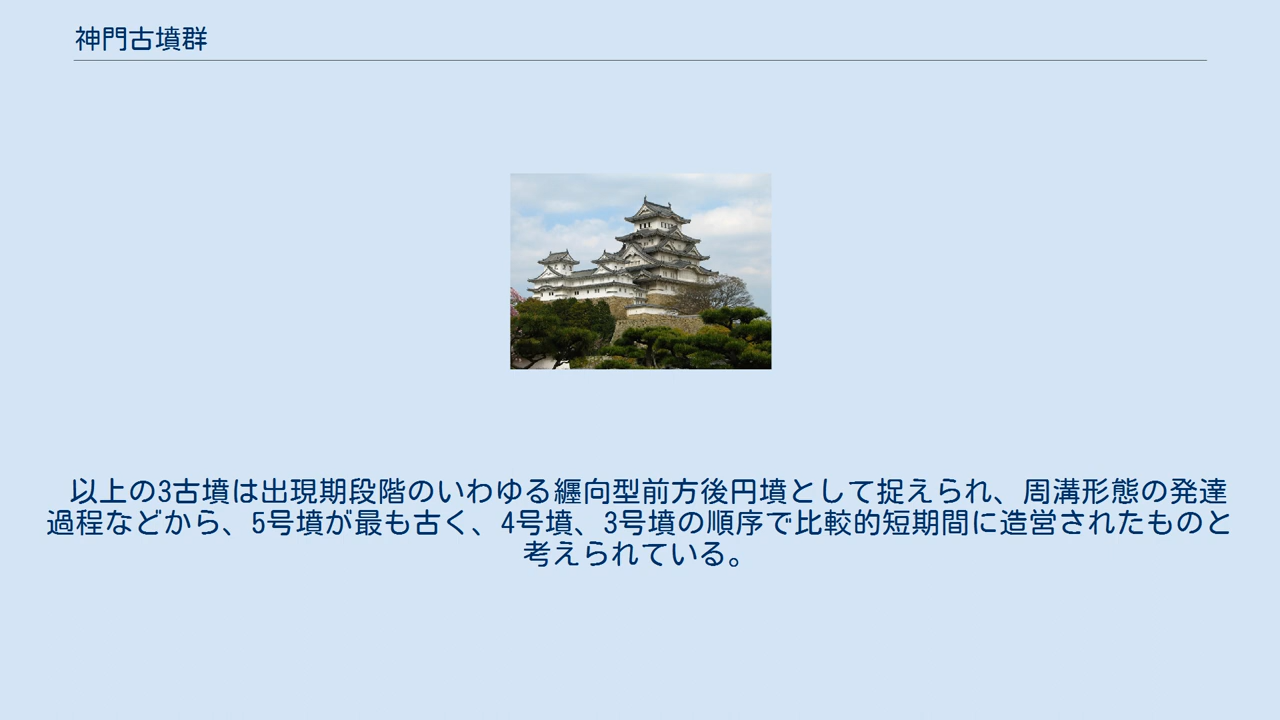 神門古墳群
以上の3古墳は出現期段階のいわゆる纒向型前方後円墳として捉えられ、周溝形態の発達
過程などから、5号墳が最も古く、4号墳、3号墳の順序で比較的短期間に造営されたものと
考えられている。